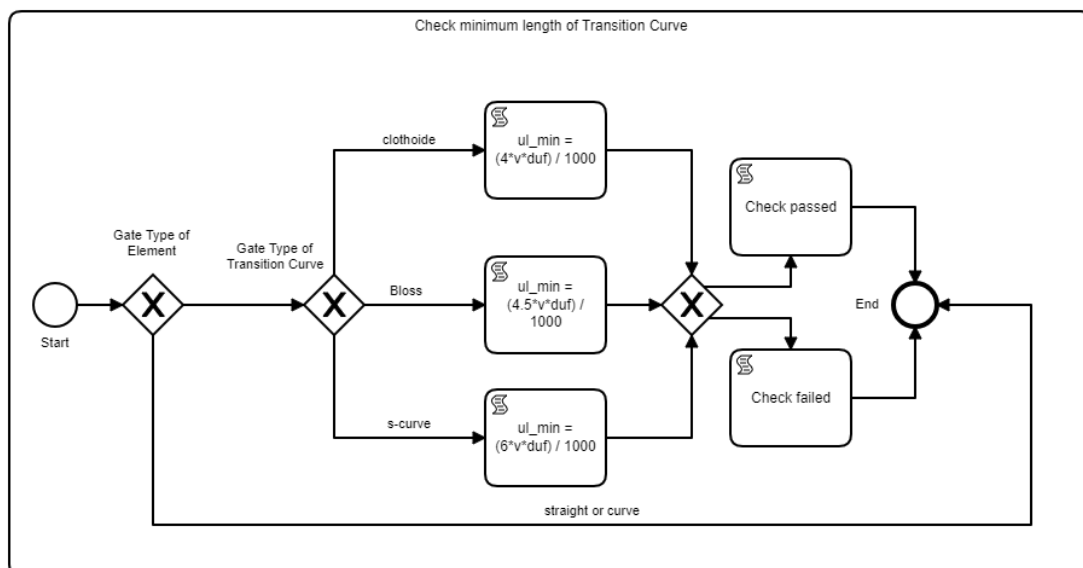 Check minimum length of Transition Curve
clothoide
ul_min =
(4*v*duf) / 1000
Check passed
Gate Type of
Element
Gate Type of
Transition Curve
Bloss
ul_min =
(4.5*v*duf) /
1000
End
Start
Check failed
s-curve
ul_min =
(6*v*duf) / 1000
straight or curve